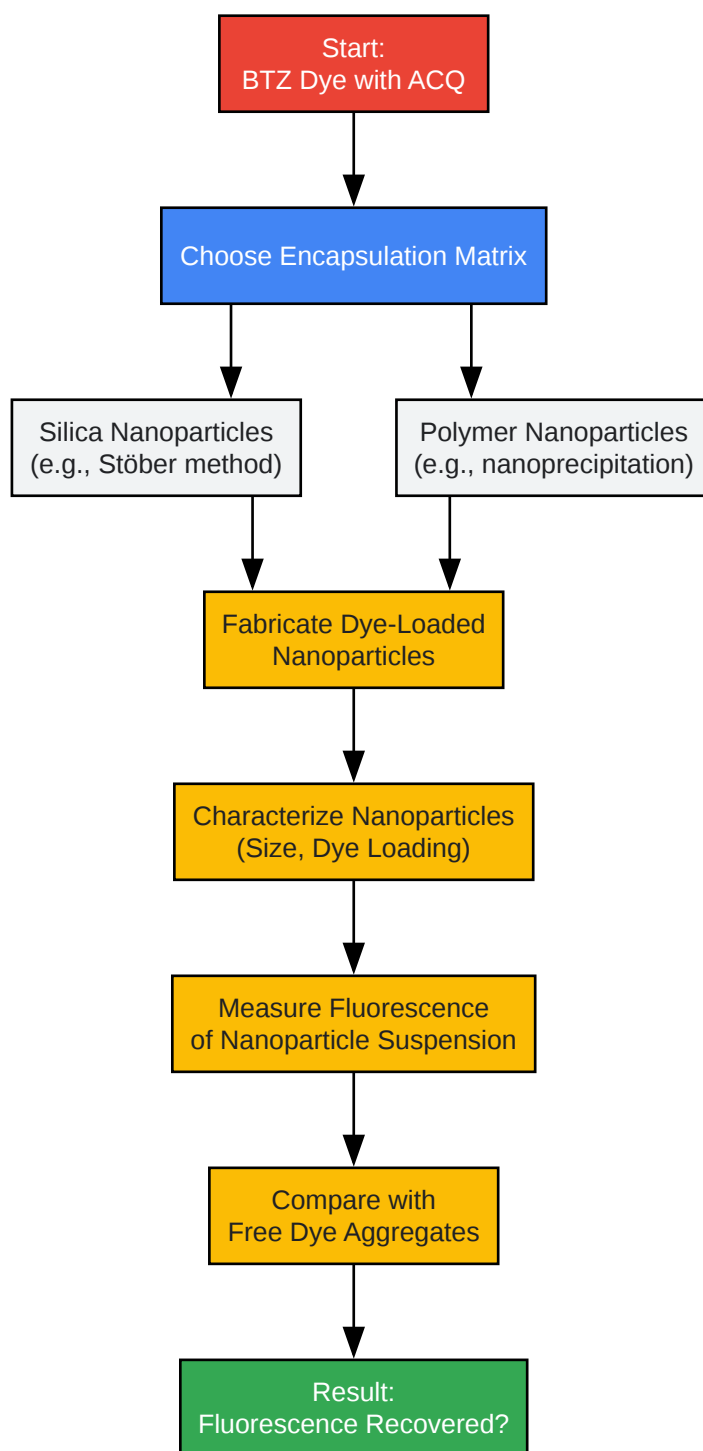 Start:
BTZ Dye with ACQ
Choose Encapsulation Matrix
Silica Nanoparticles
(e.g., Stöber method)
Polymer Nanoparticles
(e.g., nanoprecipitation)
Fabricate Dye-Loaded
Nanoparticles
Characterize Nanoparticles
(Size, Dye Loading)
Measure Fluorescence
of Nanoparticle Suspension
Compare with
Free Dye Aggregates
Result:
Fluorescence Recovered?